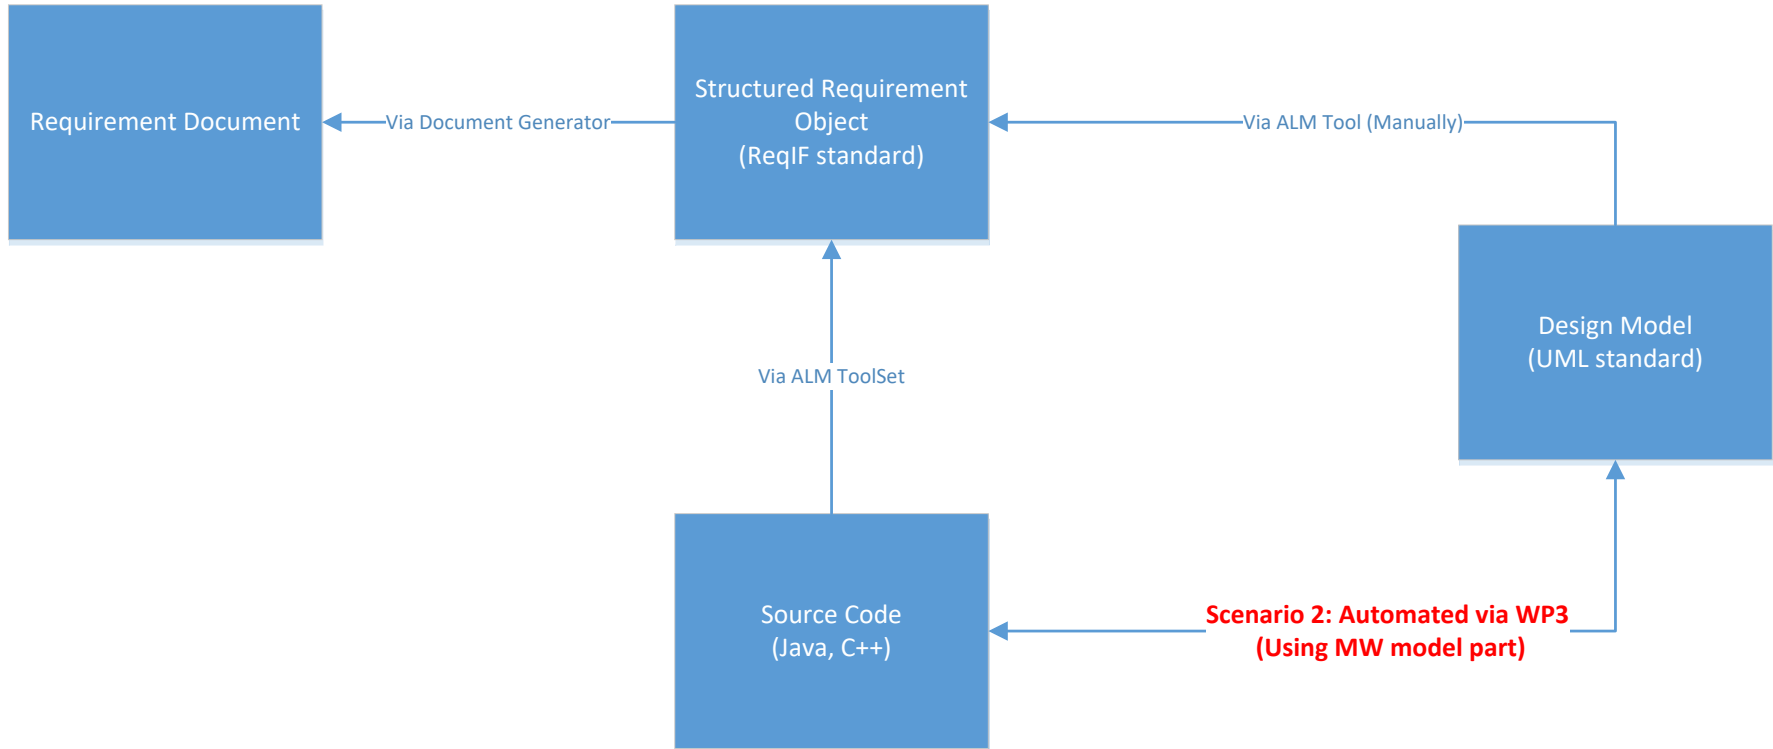 Requirement Document
Via Document Generator
Structured Requirement
Object
(ReqIF standard)
Via ALM Tool (Manually)
Design Model
(UML standard)
Via ALM ToolSet
Source Code
(Java, C++)
Scenario 2: Automated via WP3
(Using MW model part)